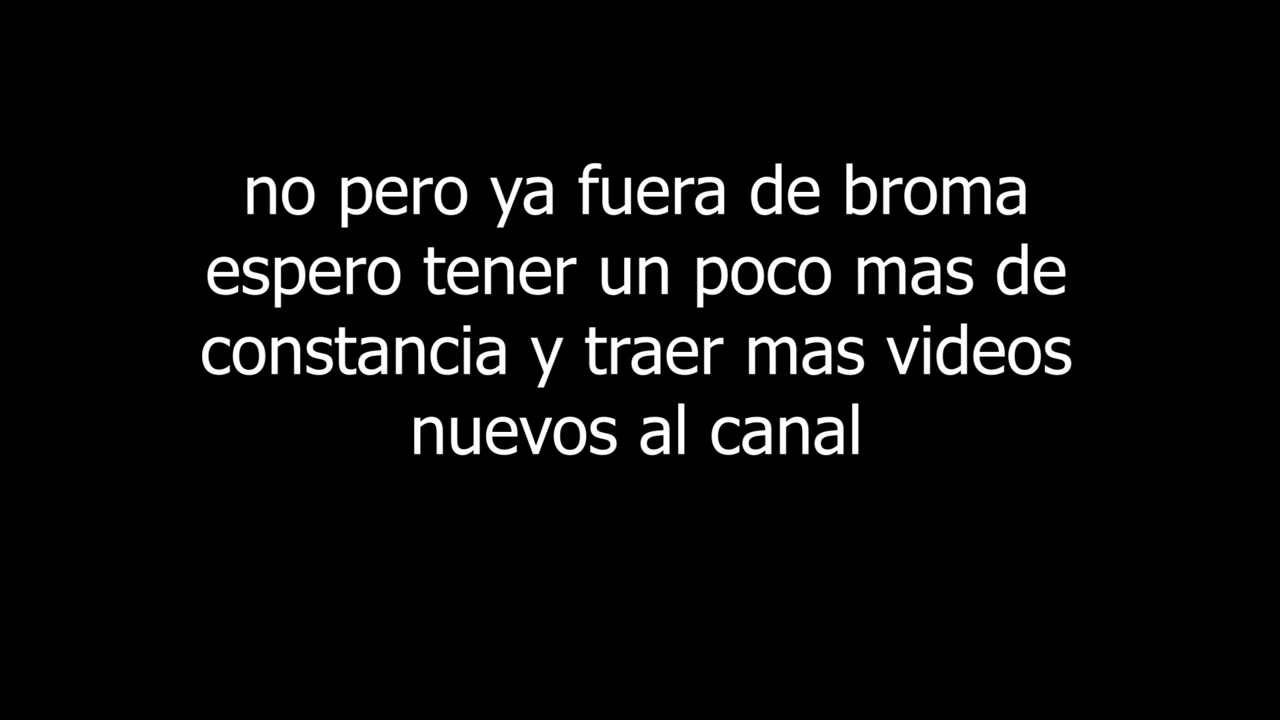 no pero ya fuera de broma
espero tener un poco mas de
constancia y traer mas videos
nuevos al canal